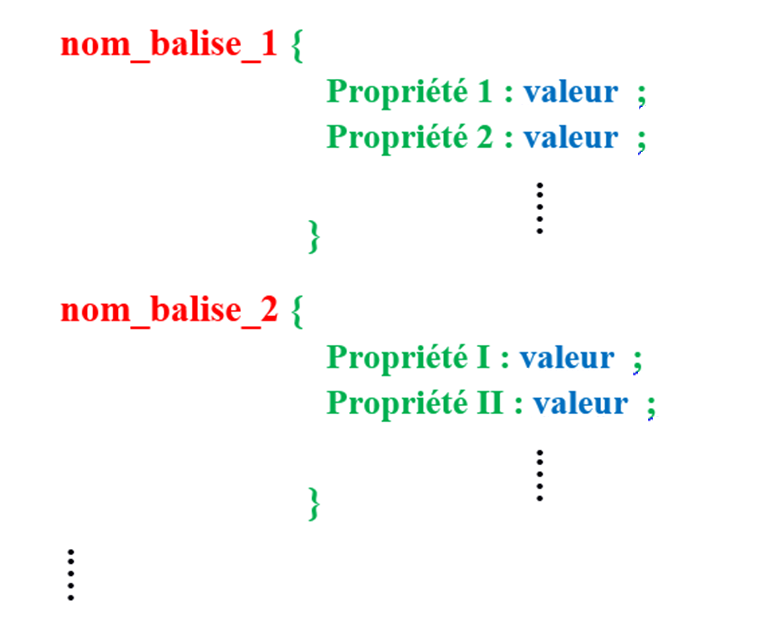 nom_balise_1 {
Propriété 1 : valeur ;
Propriété 2 : valeur ;
}
nom_balise_2 {
Propriété I : valeur ;
Propriété II : valeur ;
}